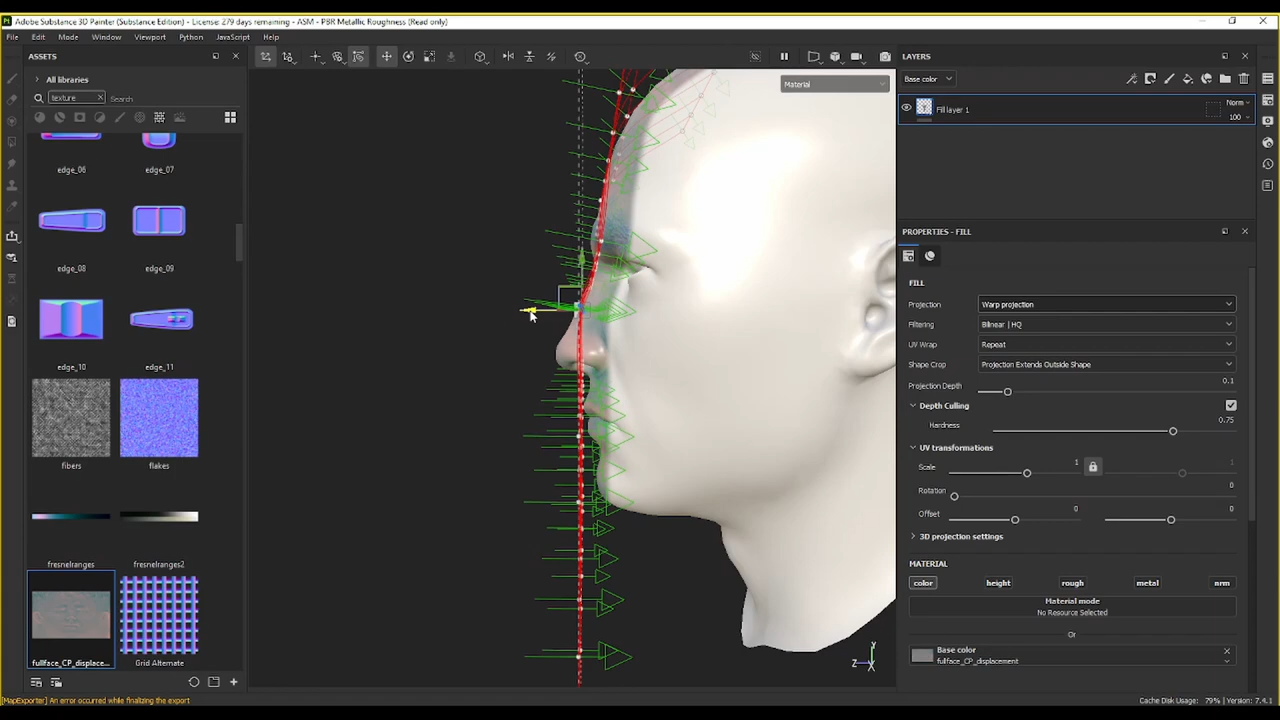 Adobe Substance 3D Painter (Substance Edition) - License: 279 days remaining - ASM - PBR Metallic Roughness (Read only)
File Edit Mode Window Viewport Python JavaScript Help
ASSETS
All libraries
texture × Search
edge_06 edge_07
edge_08 edge_09
edge_10 edge_11
fibers flakes
fresnelranges fresnelranges2
fullface_CP_displace... Grid Alternate
Material
Y
Z X
LAYERS
Base color
Fill layer 1
Norm
100
PROPERTIES - FILL
FILL
Projection Warp projection
Filtering Bilinear | HQ
UV Wrap Repeat
Shape Crop Projection Extends Outside Shape
Projection Depth 0.1
Depth Culling
Hardness 0.75
UV transformations
Scale 1 1
Rotation 0
Offset 0 0
3D projection settings
MATERIAL
color height rough metal nrm
Material mode
No Resource Selected
Or
Base color
fullface_CP_displacement
[MapExporter] An error occurred while finalizing the export
Cache Disk Usage: 79% | Version: 7.4.1